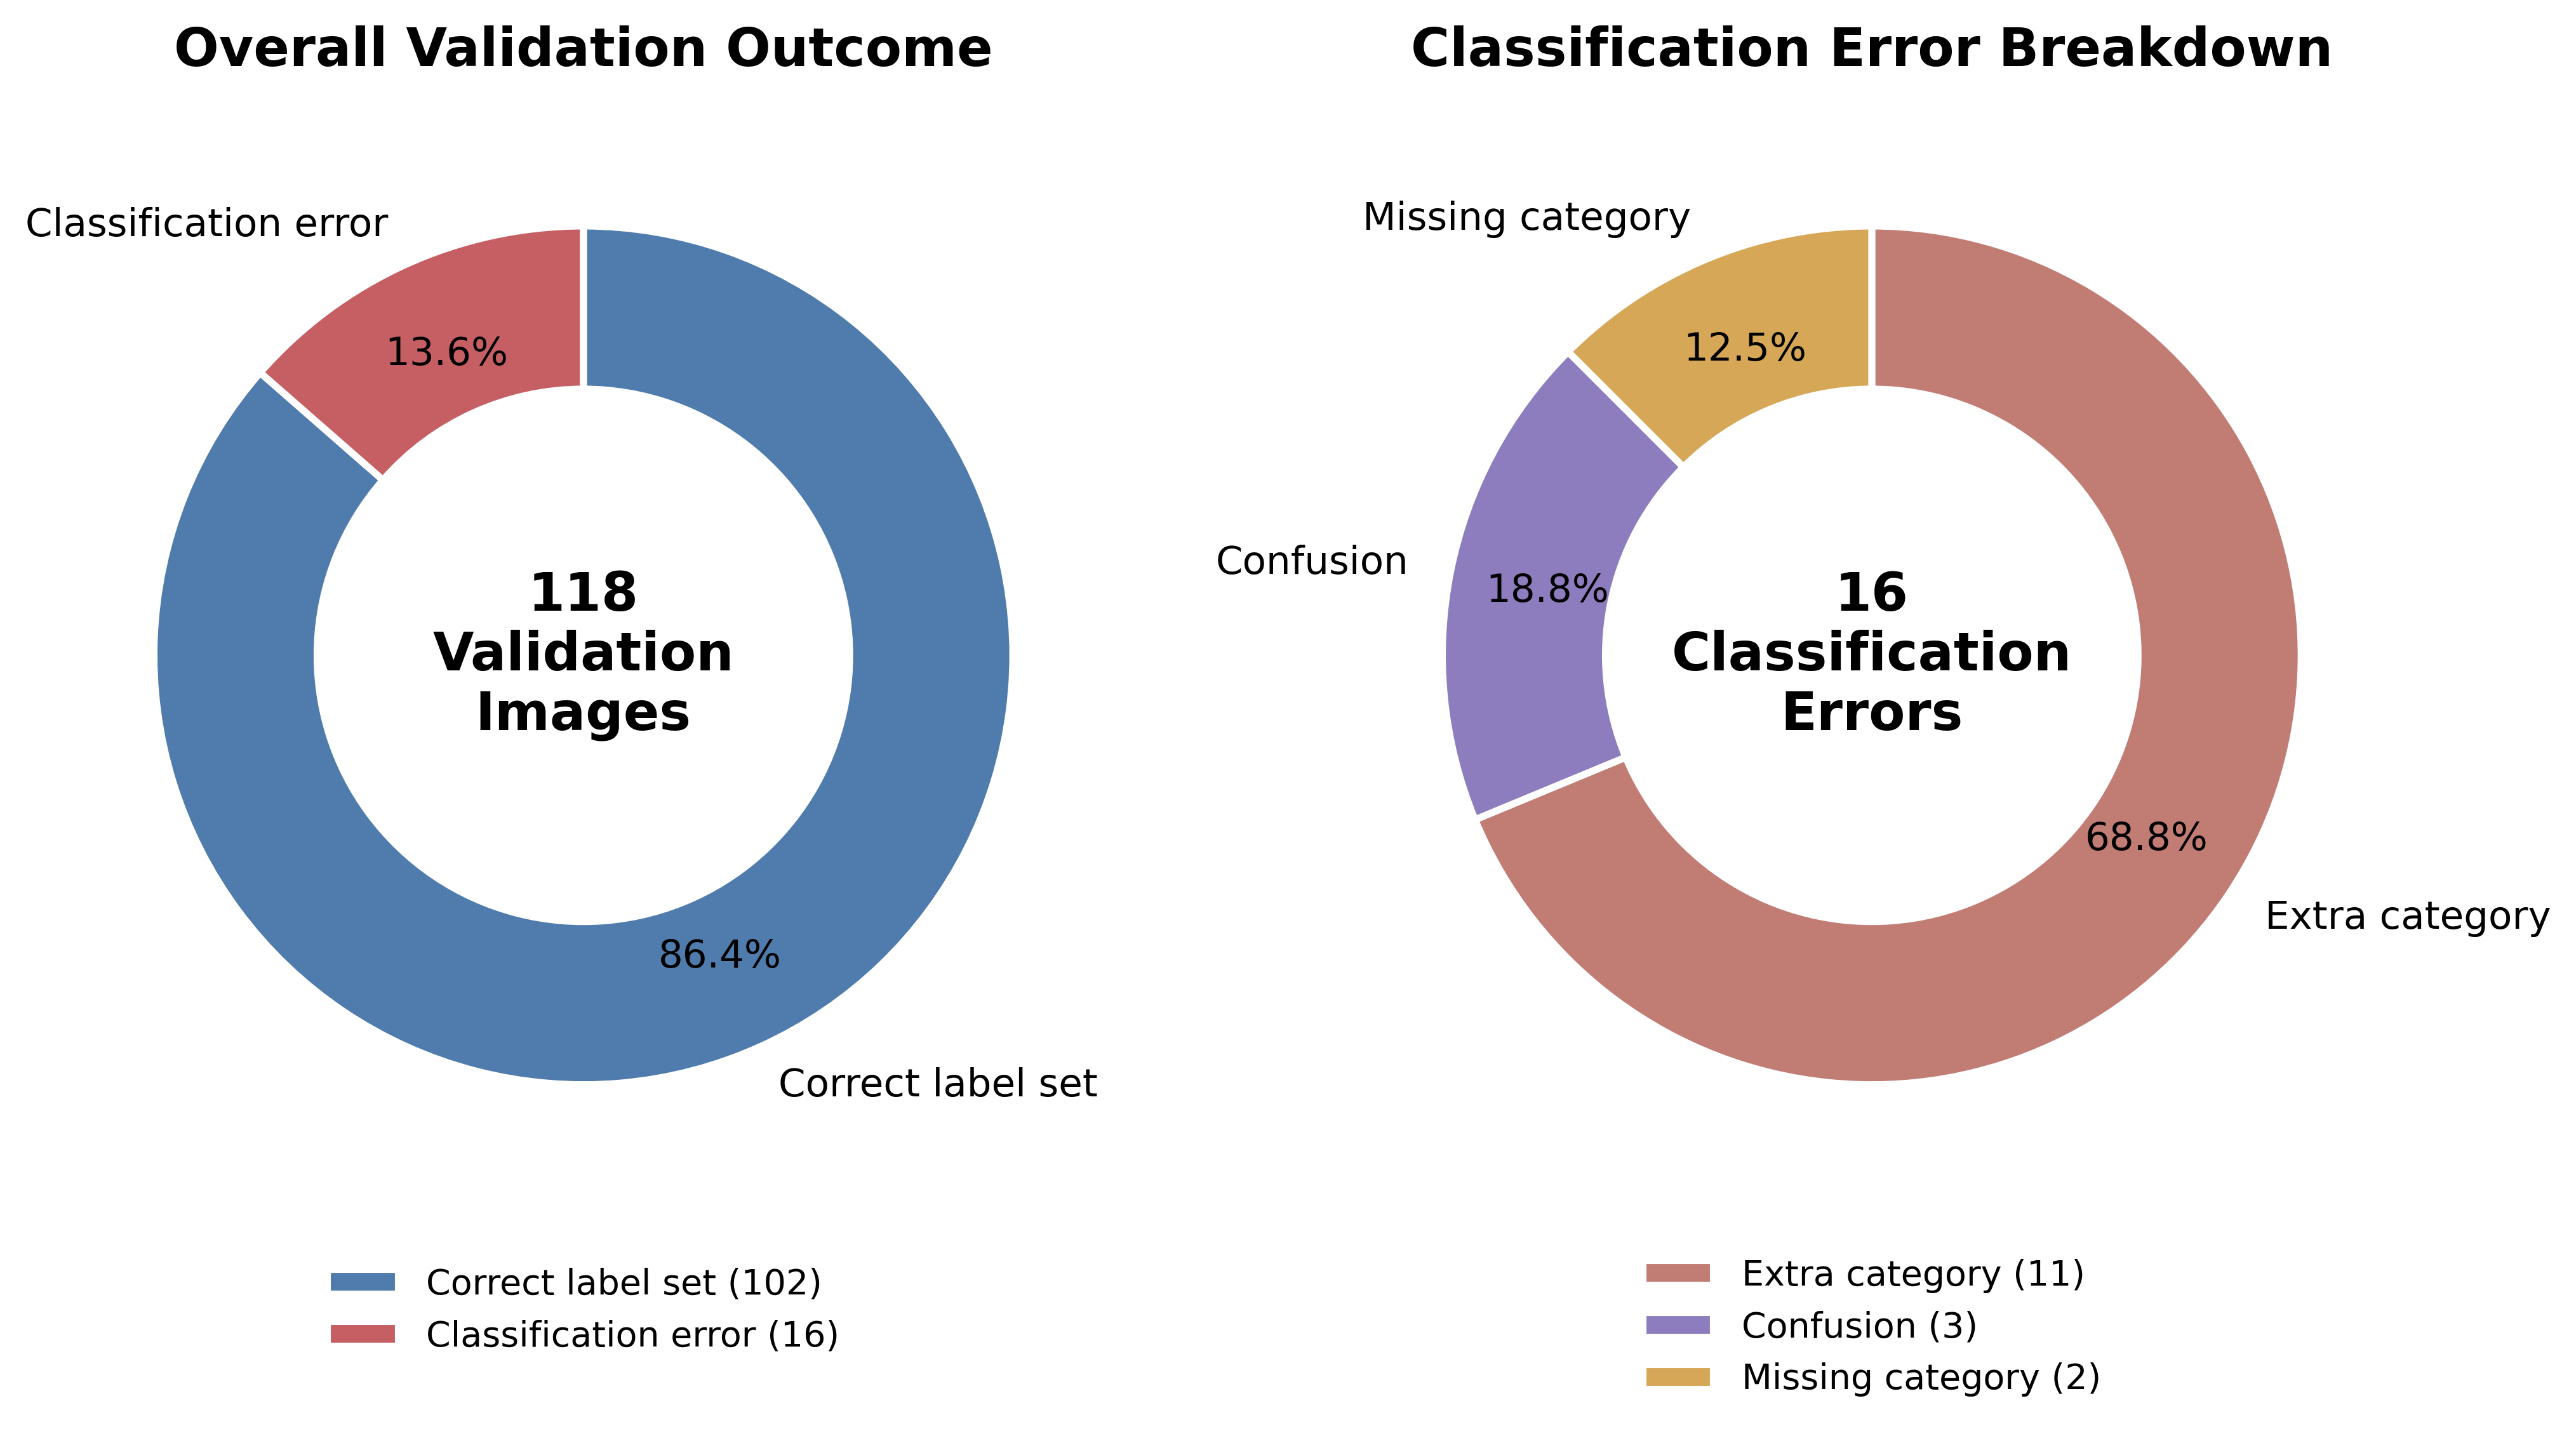 Overall Validation Outcome
Classification error
13.6%
118
Validation
Images
86.4%
Correct label set
Correct label set (102)
Classification error (16)
Classification Error Breakdown
Missing category
12.5%
Confusion
18.8%
16
Classification
Errors
68.8%
Extra category
Extra category (11)
Confusion (3)
Missing category (2)